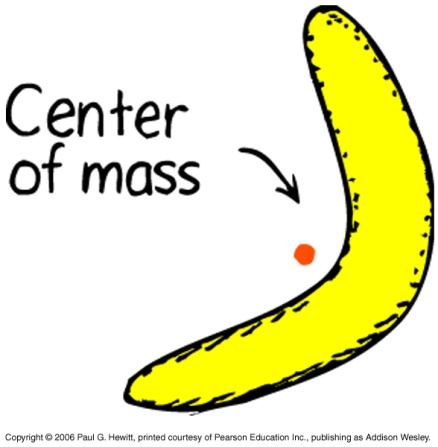 Center
of mass
Copyright © 2006 Paul G. Hewitt, printed courtesy of Pearson Education Inc., publishing as Addison Wesley.